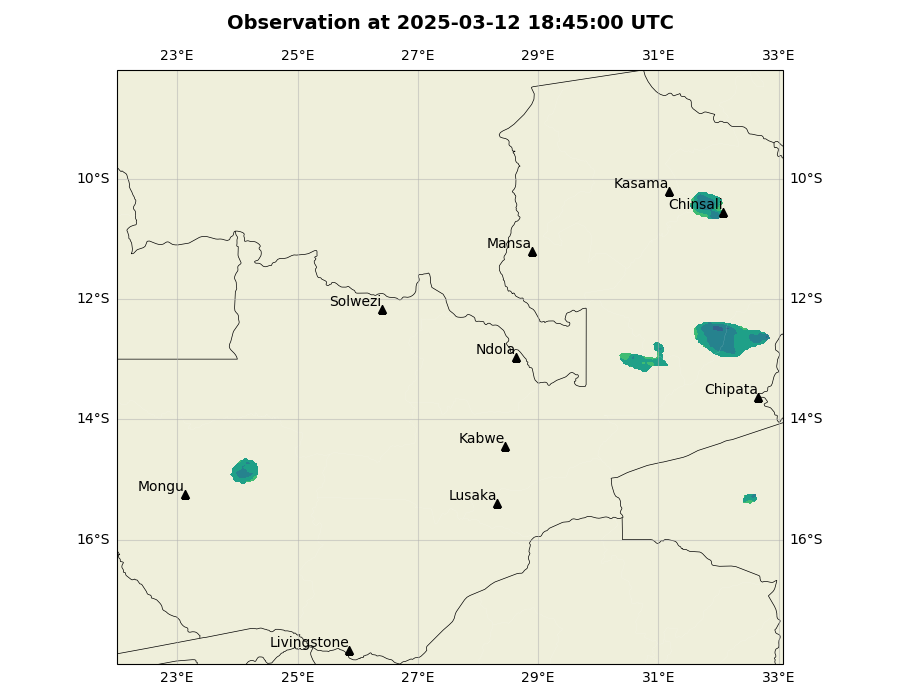 Observation at 2025-03-12 18:45:00 UTC
23°E 25°E 27°E 29°E 31°E 33°E
10°S 10°S
Kasama
Chinsali
Mansa
12°S 12°S
Solwezi
Ndola
Chipata
14°S 14°S
Kabwe
Mongu
Lusaka
16°S 16°S
Livingstone
23°E 25°E 27°E 29°E 31°E 33°E